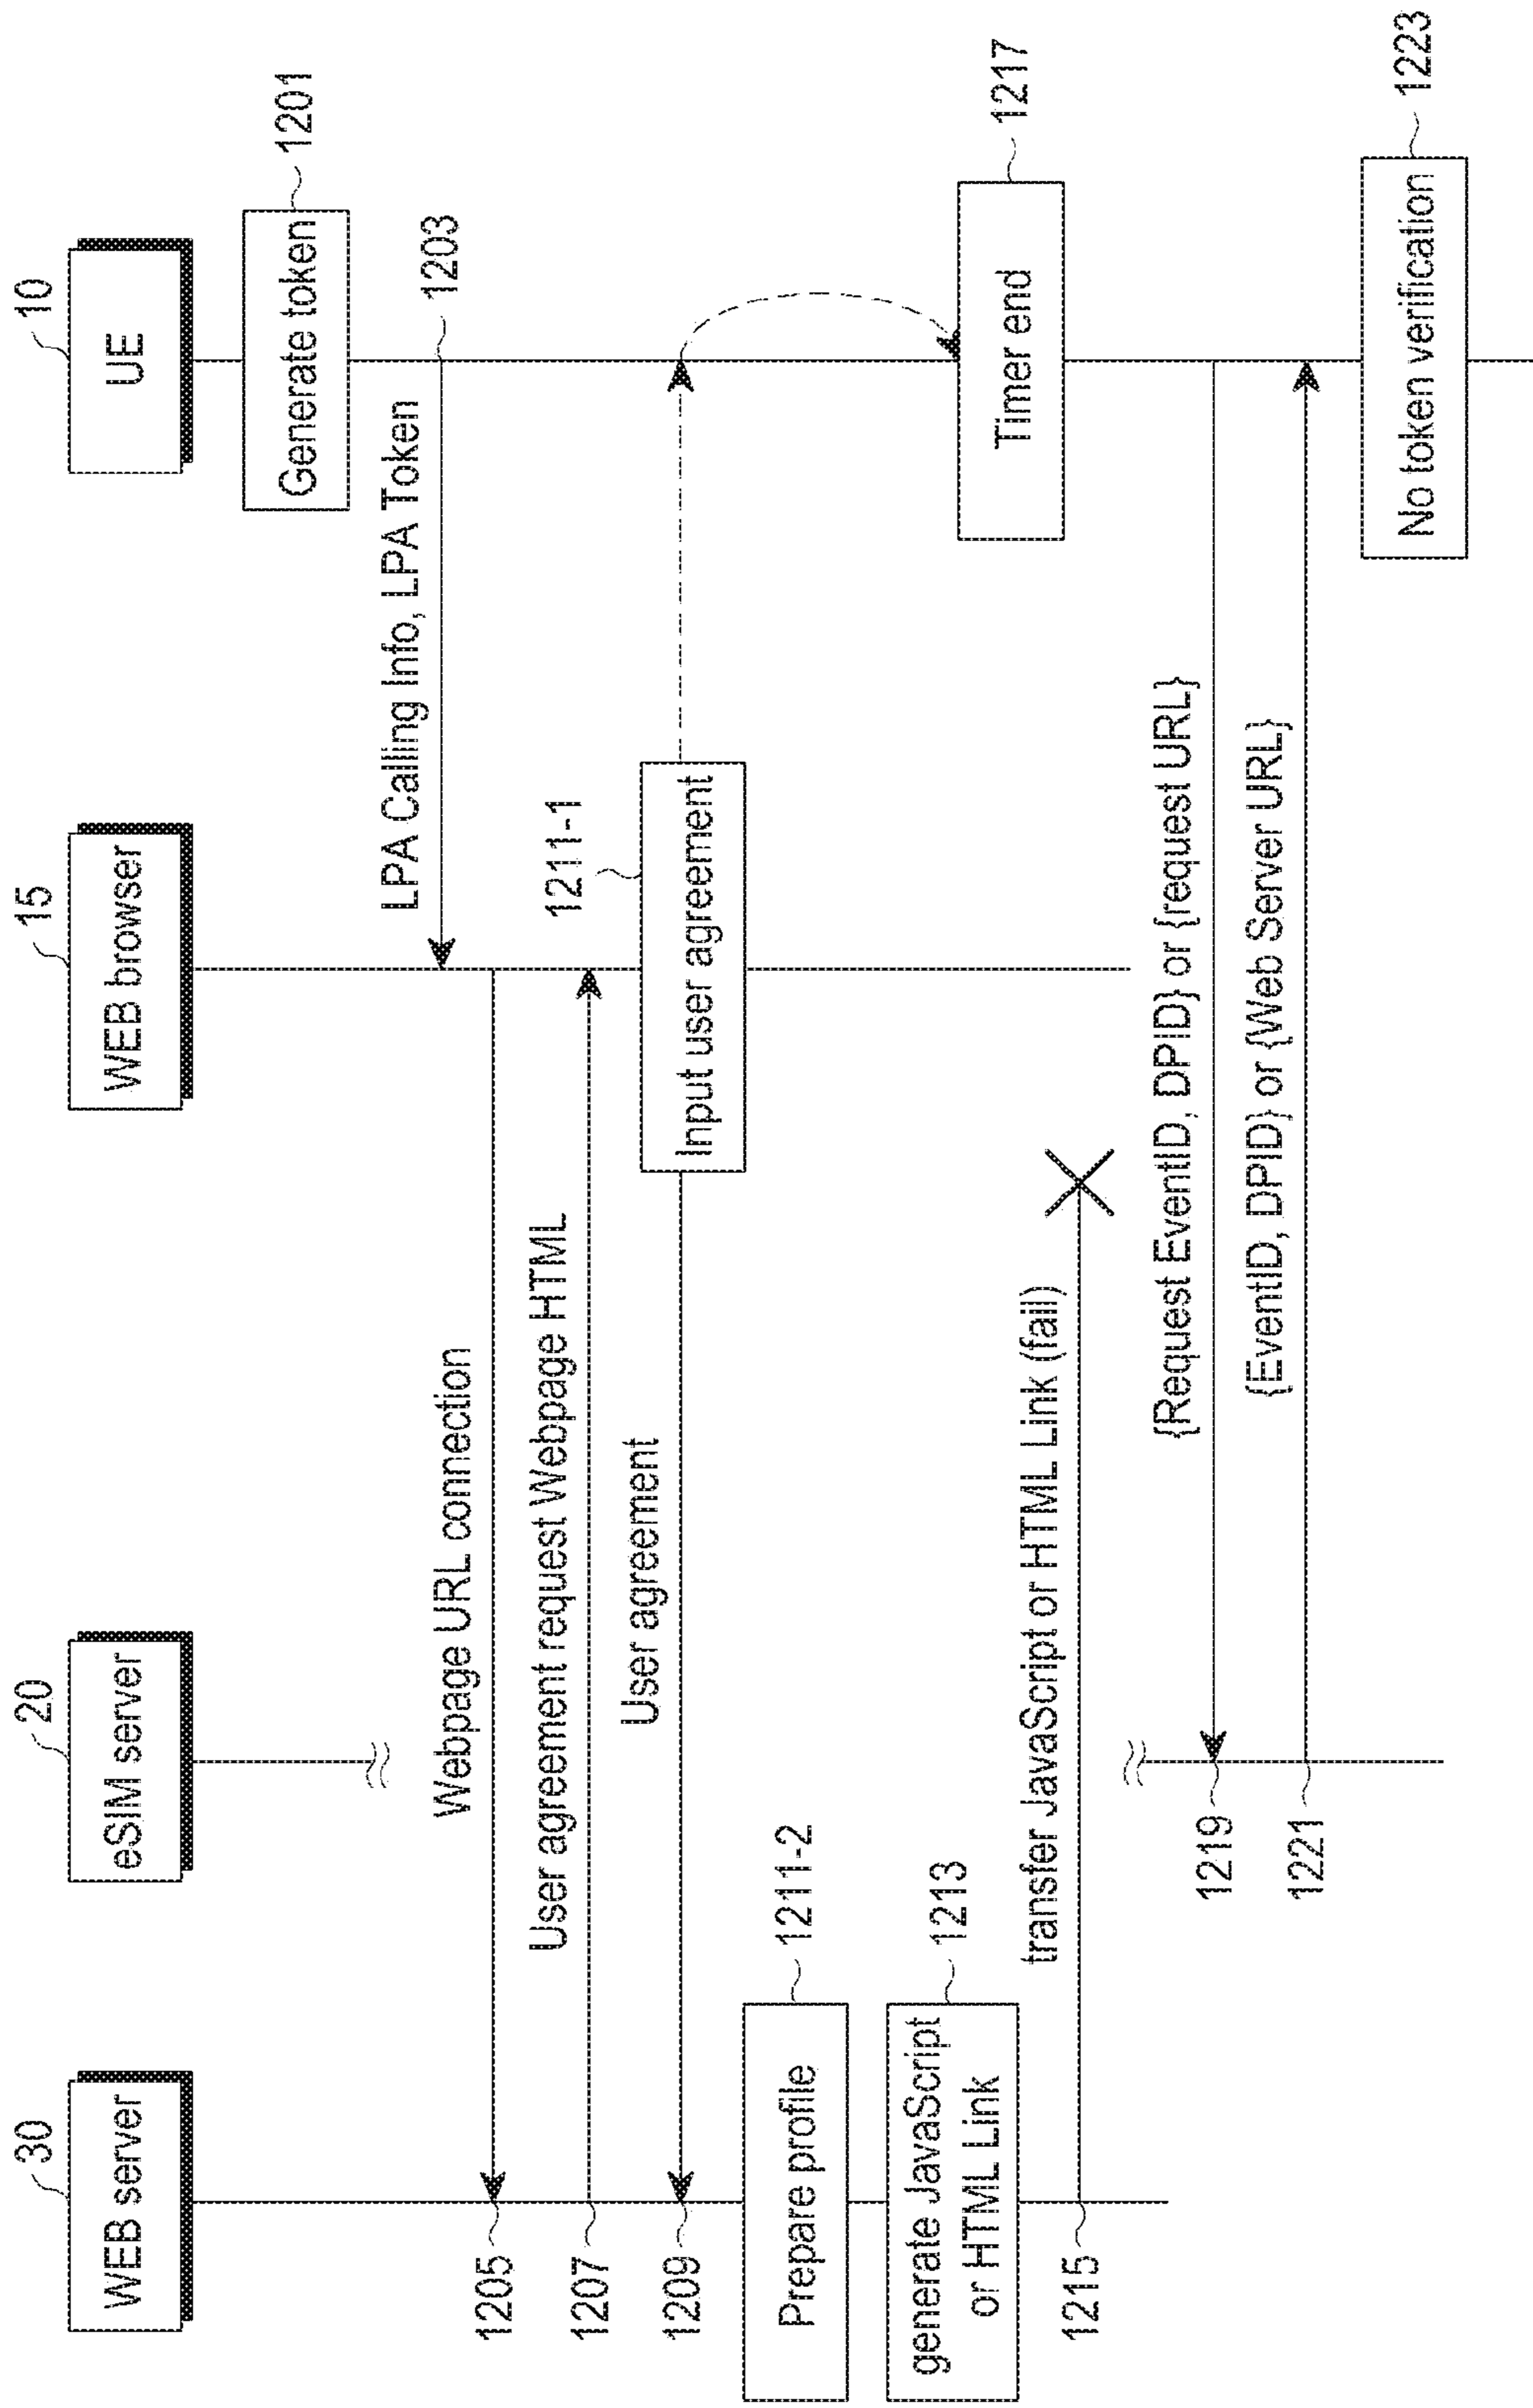 30
WEB server
20
eSIM server
15
WEB browser
10
UE
Generate token
1201
LPA Calling Info, LPA Token
1203
Webpage URL connection
1205
User agreement request Webpage HTML
1207
1211-1
Input user agreement
User agreement
1209
Prepare profile
1211-2
generate JavaScript
or HTML Link
1213
transfer JavaScript or HTML Link (fail)
1215
Timer end
1217
{Request EventID, DPID} or {request URL}
1219
{EventID, DPID} or {Web Server URL}
1221
No token verification
1223